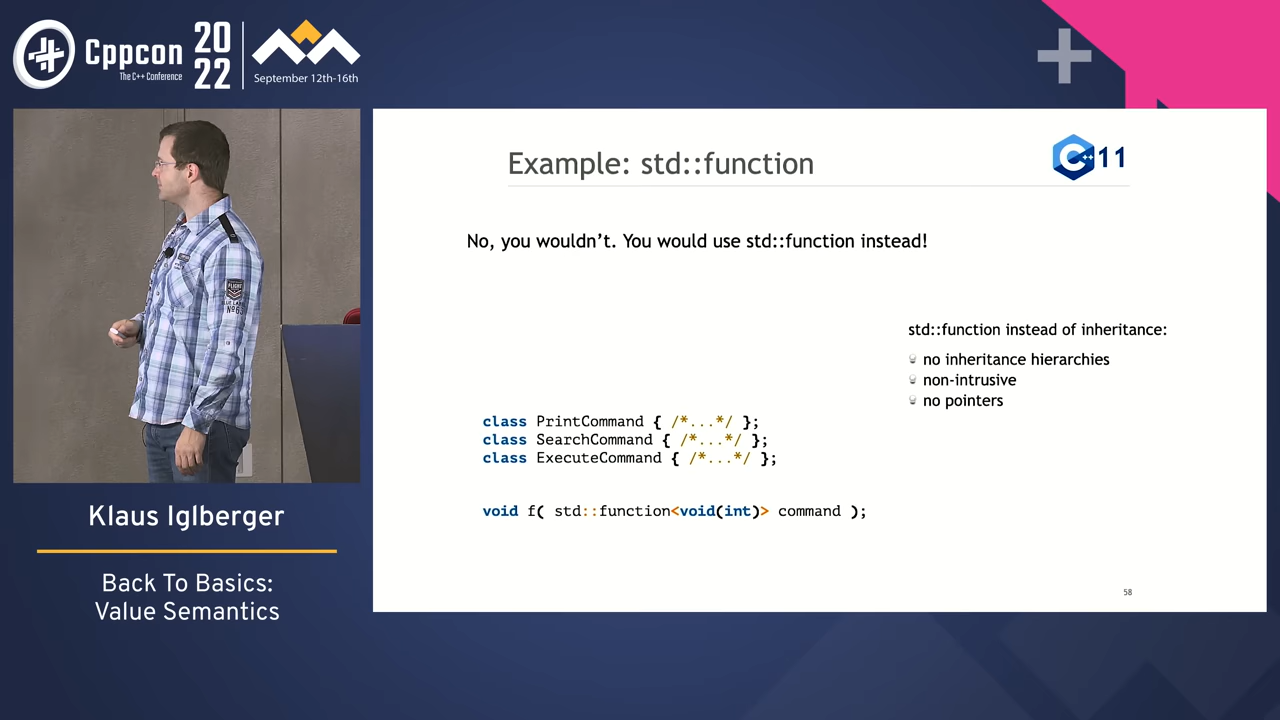 Cppcon
The C++ Conference
20
22
September 12th-16th
Example: std::function
C++ 11
No, you wouldn't. You would use std::function instead!
std::function instead of inheritance:
no inheritance hierarchies
non-intrusive
no pointers
class PrintCommand { /*...*/ };
class SearchCommand { /*...*/ };
class ExecuteCommand { /*...*/ };
void f( std::function<void(int)> command );
58
FLIGHT
Klaus Iglberger
Back To Basics:
Value Semantics